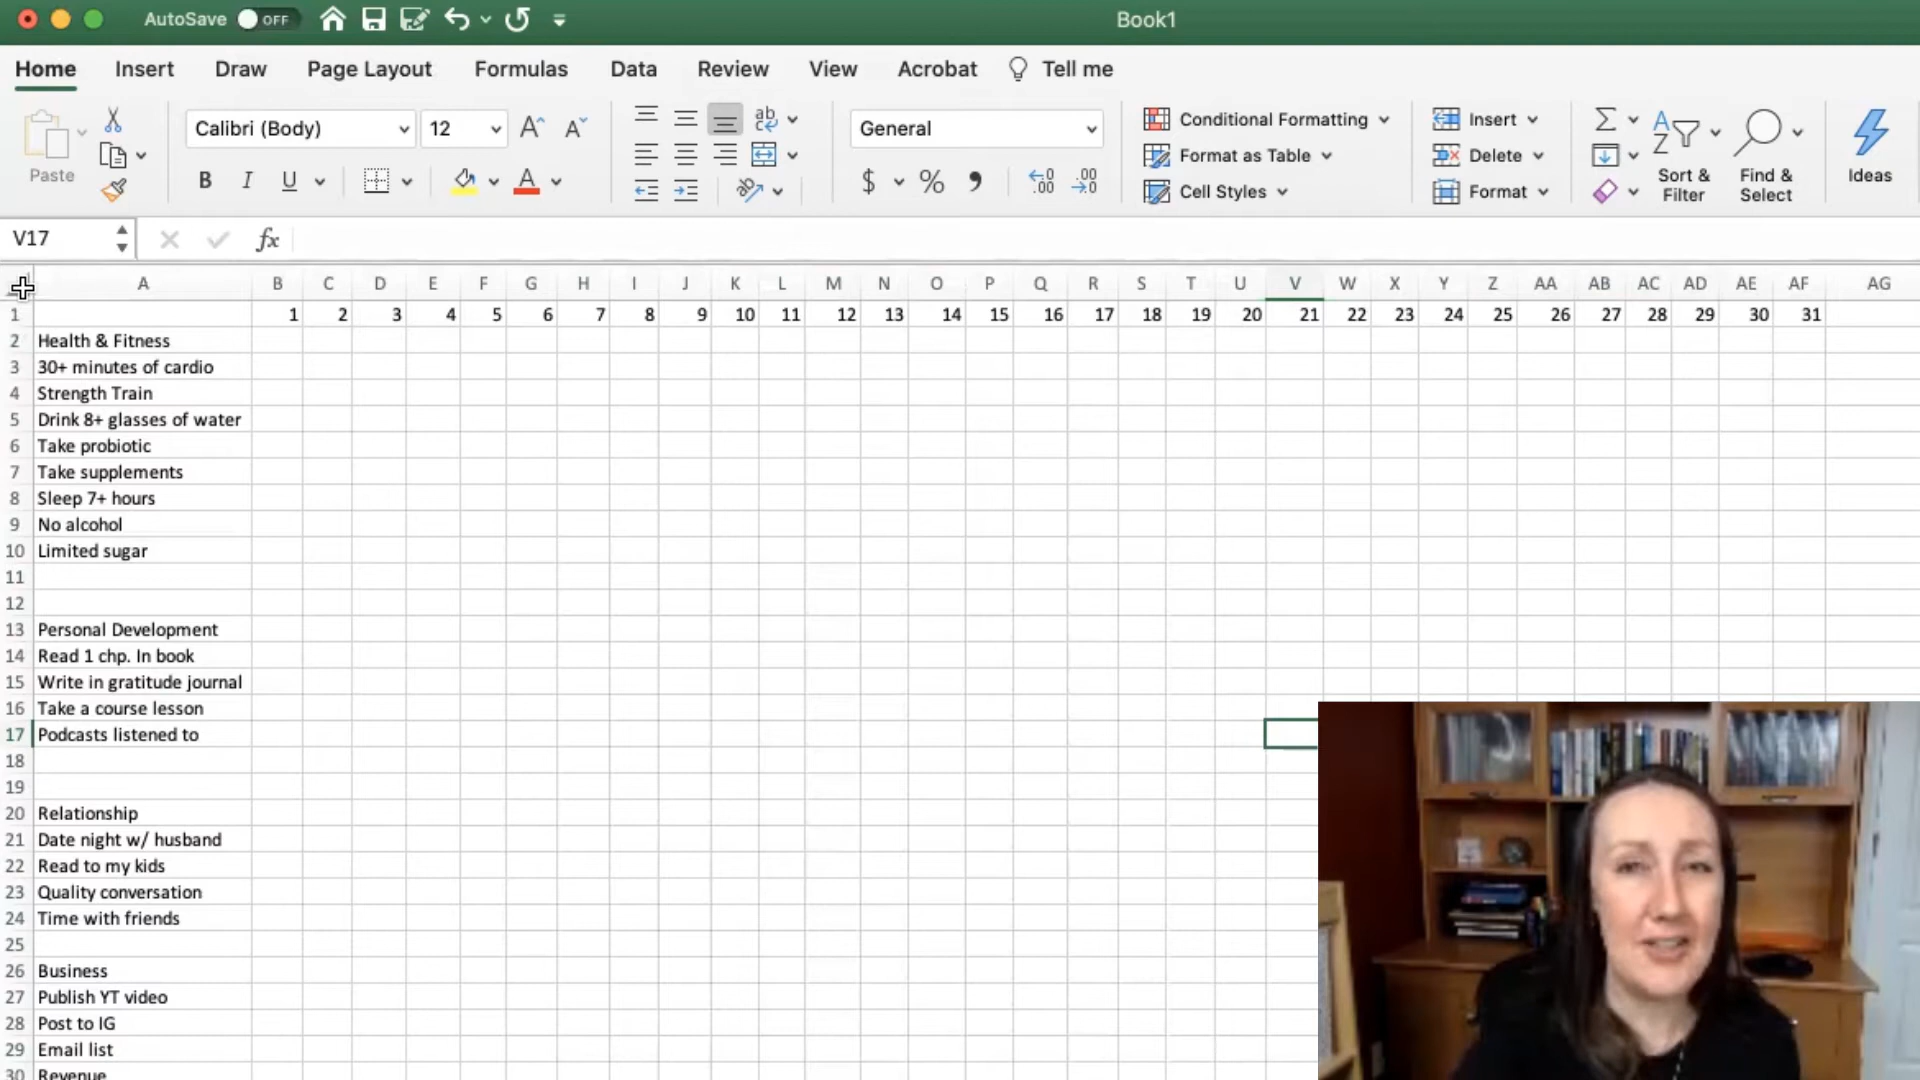 AutoSave OFF Book1
Home Insert Draw Page Layout Formulas Data Review View Acrobat Tell me
Paste Calibri (Body) 12 A A ab c General Conditional Formatting Insert Σ A Z Sort & Filter Find & Select Ideas
Format as Table Delete
B I U A $ % .00 .00 Cell Styles Format
V17 fx
A B C D E F G H I J K L M N O P Q R S T U V W X Y Z AA AB AC AD AE AF AG
1 1 2 3 4 5 6 7 8 9 10 11 12 13 14 15 16 17 18 19 20 21 22 23 24 25 26 27 28 29 30 31
2 Health & Fitness
3 30+ minutes of cardio
4 Strength Train
5 Drink 8+ glasses of water
6 Take probiotic
7 Take supplements
8 Sleep 7+ hours
9 No alcohol
10 Limited sugar
11
12
13 Personal Development
14 Read 1 chp. In book
15 Write in gratitude journal
16 Take a course lesson
17 Podcasts listened to
18
19
20 Relationship
21 Date night w/ husband
22 Read to my kids
23 Quality conversation
24 Time with friends
25
26 Business
27 Publish YT video
28 Post to IG
29 Email list
30 Revenue